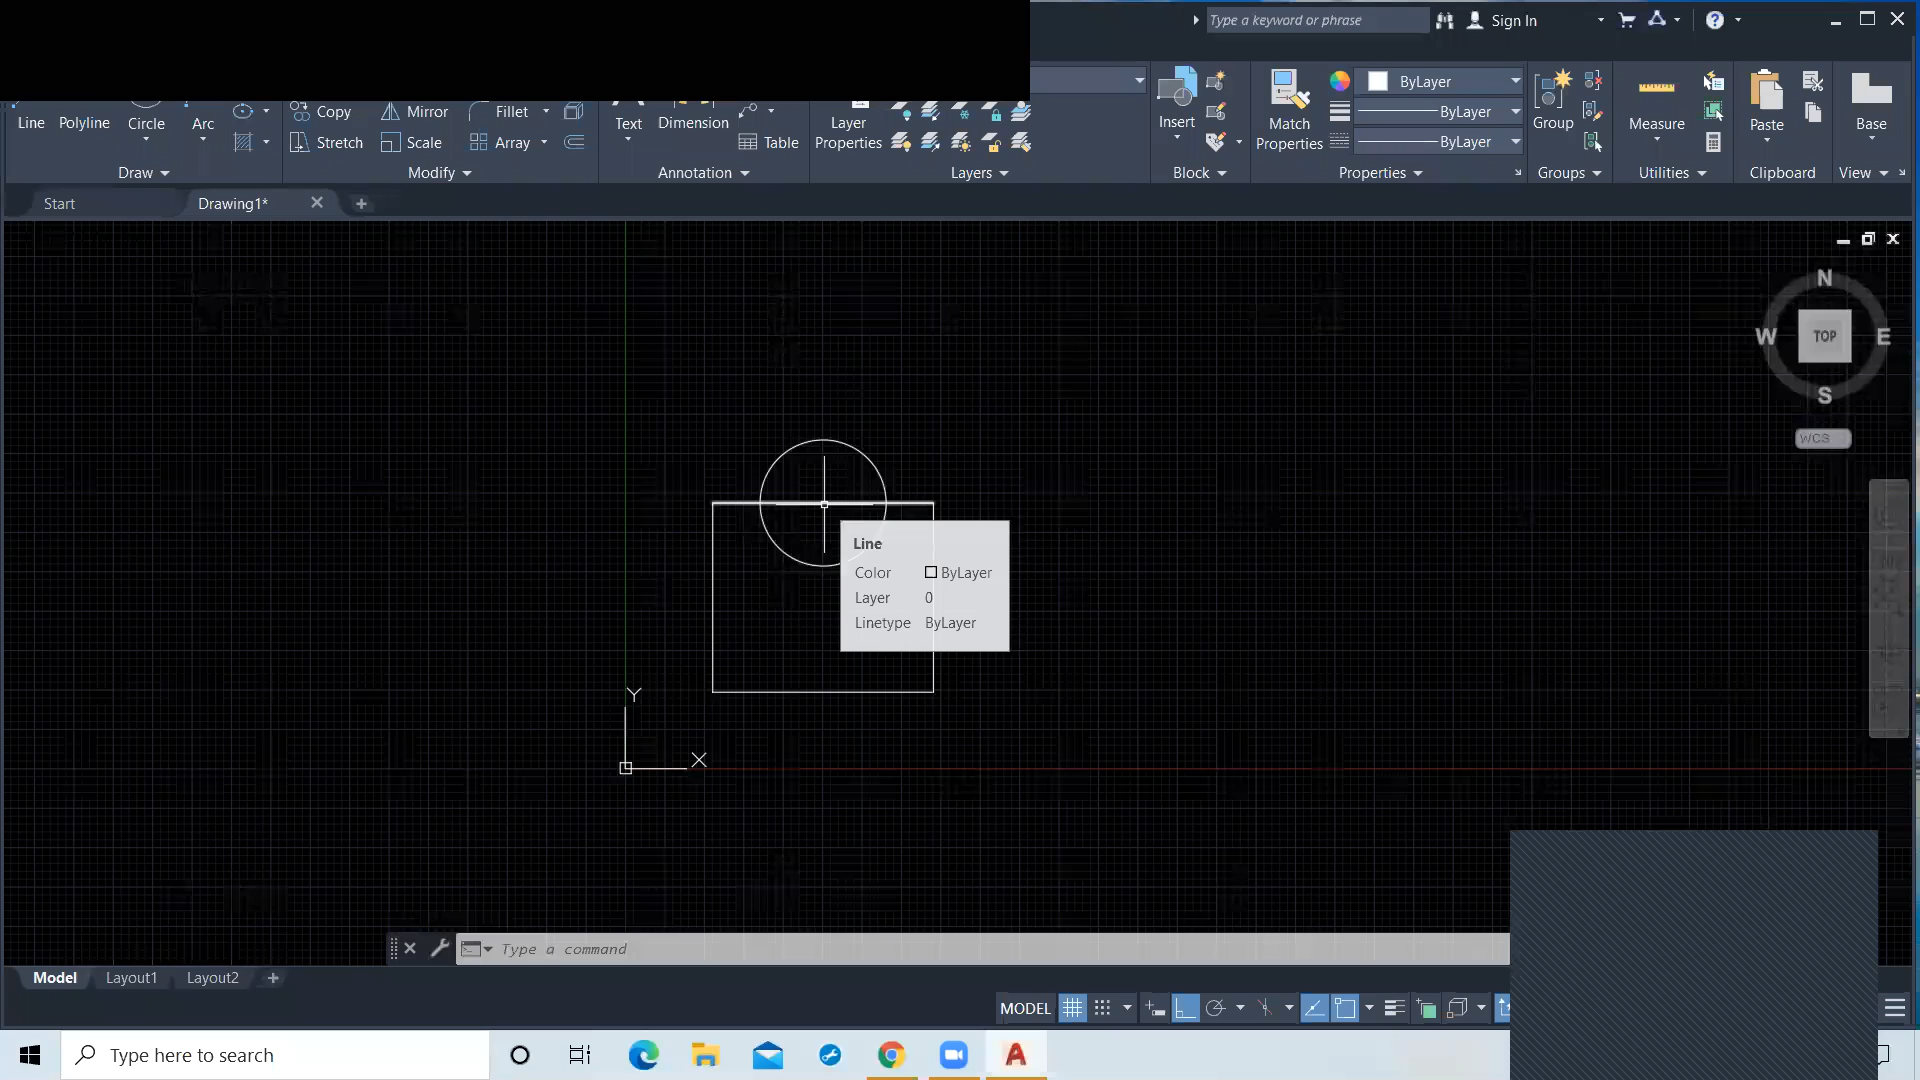 Type a keyword or phrase
Sign In
Line
Polyline
Circle
Arc
Copy
Mirror
Fillet
Stretch
Scale
Array
Text
Dimension
Table
Layer
Properties
Insert
Match
Properties
ByLayer
ByLayer
ByLayer
Group
Measure
Paste
Base
Draw
Modify
Annotation
Layers
Block
Properties
Groups
Utilities
Clipboard
View
Start
Drawing1*
N
W
TOP
E
S
WCS
Line
Color ByLayer
Layer 0
Linetype ByLayer
Y
X
Type a command
Model
Layout1
Layout2
MODEL
Type here to search